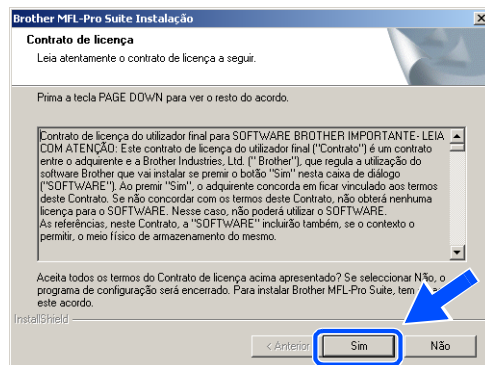 Brother MFL-Pro Suite Instalação
Contrato de licença
Leia atentamente o contrato de licença a seguir.
Prima a tecla PAGE DOWN para ver o resto do acordo.
Contrato de licença do utilizador final para SOFTWARE BROTHER IMPORTANTE- LEIA
COM ATENÇÃO: Este contrato de licença do utilizador final ("Contrato") é um contrato
entre o adquirente e a Brother Industries, Ltd. (" Brother"), que regula a utilização do
software Brother que vai instalar se premir o botão "Sim" nesta caixa de diálogo
("SOFTWARE"). Ao premir "Sim", o adquirente concorda em ficar vinculado aos termos
deste Contrato. Se não concordar com os termos deste Contrato, não obterá nenhuma
licença para o SOFTWARE. Nesse caso, não poderá utilizar o SOFTWARE.
As referências, neste Contrato, a "SOFTWARE" incluirão também, se o contexto o
permitir, o meio físico de armazenamento do mesmo.
Aceita todos os termos do Contrato de licença acima apresentado? Se seleccionar Não, o
programa de configuração será encerrado. Para instalar Brother MFL-Pro Suite, tem
este acordo.
InstallShield
< Anterior
Sim
Não